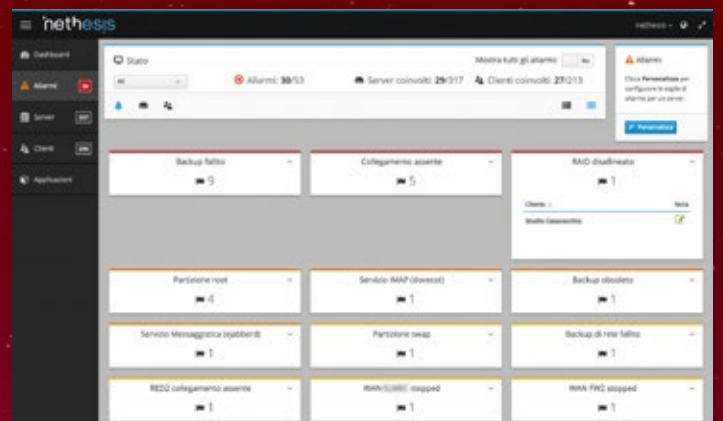 nethesis
nethesis
Dashboard
Allarmi
Server
Clienti
Applicazioni
Stato
Mostra tutti gli allarmi
No
All
Allarmi: 30/53
Server coinvolti: 29/317
Clienti coinvolti: 27/213
Allarmi
Clicca Personalizza per
configurare le soglie di
allarme per un server.
Personalizza
Backup fallito
9
Collegamento assente
5
RAID disallineato
1
Cliente
Nota
Studio
Partizione root
4
Servizio IMAP (dovecot)
1
Backup obsoleto
1
Servizio Messaggistica (ejabberd)
1
Partizione swap
1
Backup di rete fallito
1
RED2 collegamento assente
1
WAN stopped
1
WAN FW2 stopped
1